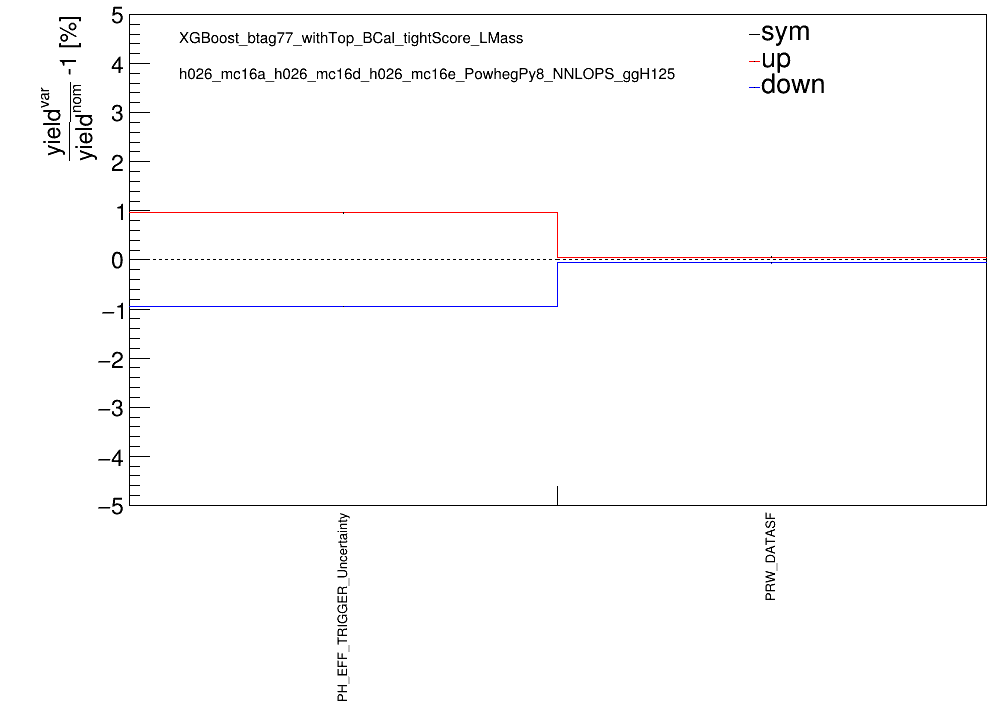 yield^var
yield^nom -1 [%]
XGBoost_btag77_withTop_BCal_tightScore_LMass
h026_mc16a_h026_mc16d_h026_mc16e_PowhegPy8_NNLOPS_ggH125
sym
up
down
5
4
3
2
1
0
−1
−2
−3
−4
−5
PH_EFF_TRIGGER_Uncertainty
PRW_DATASF